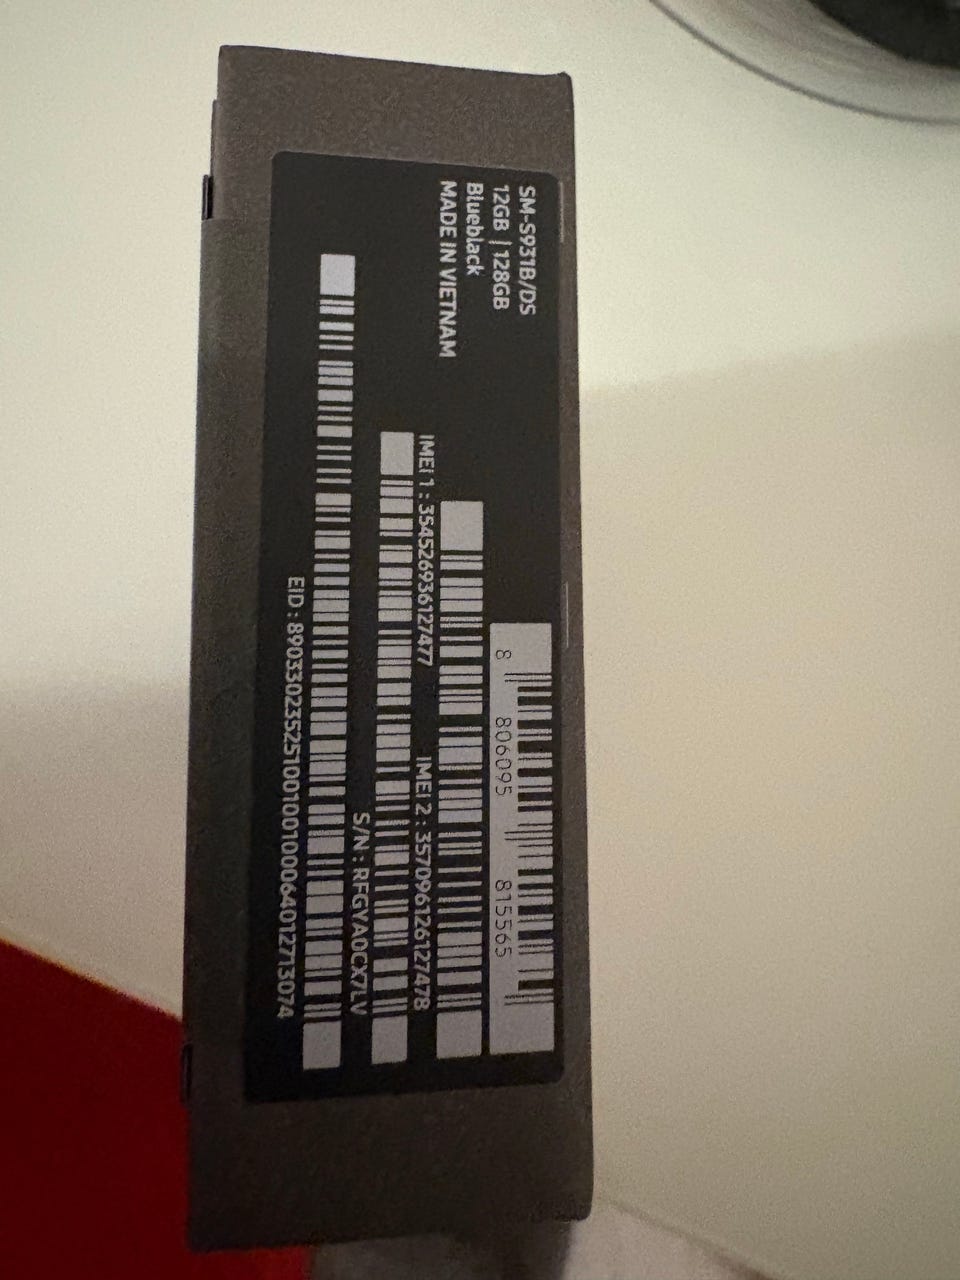 SM-S931B/DS
12GB | 128GB
Blueblack
MADE IN VIETNAM
8 806095 815565
IMEI 1 : 354526936127477 IMEI 2 : 357096126127478
S/N : RFGYA0CX7LV
EID : 89033023525100100100064012713074